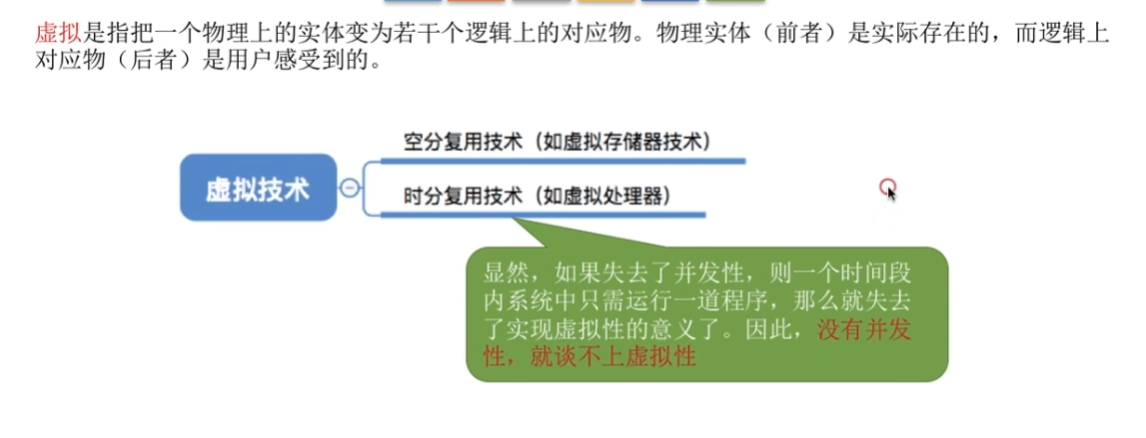 虚拟是指把一个物理上的实体变为若干个逻辑上的对应物。物理实体（前者）是实际存在的，而逻辑上
对应物（后者）是用户感受到的。
空分复用技术（如虚拟存储器技术）
虚拟技术
时分复用技术（如虚拟处理器）
显然，如果失去了并发性，则一个时间段
内系统中只需运行一道程序，那么就失去
了实现虚拟性的意义了。因此，没有并发
性，就谈不上虚拟性